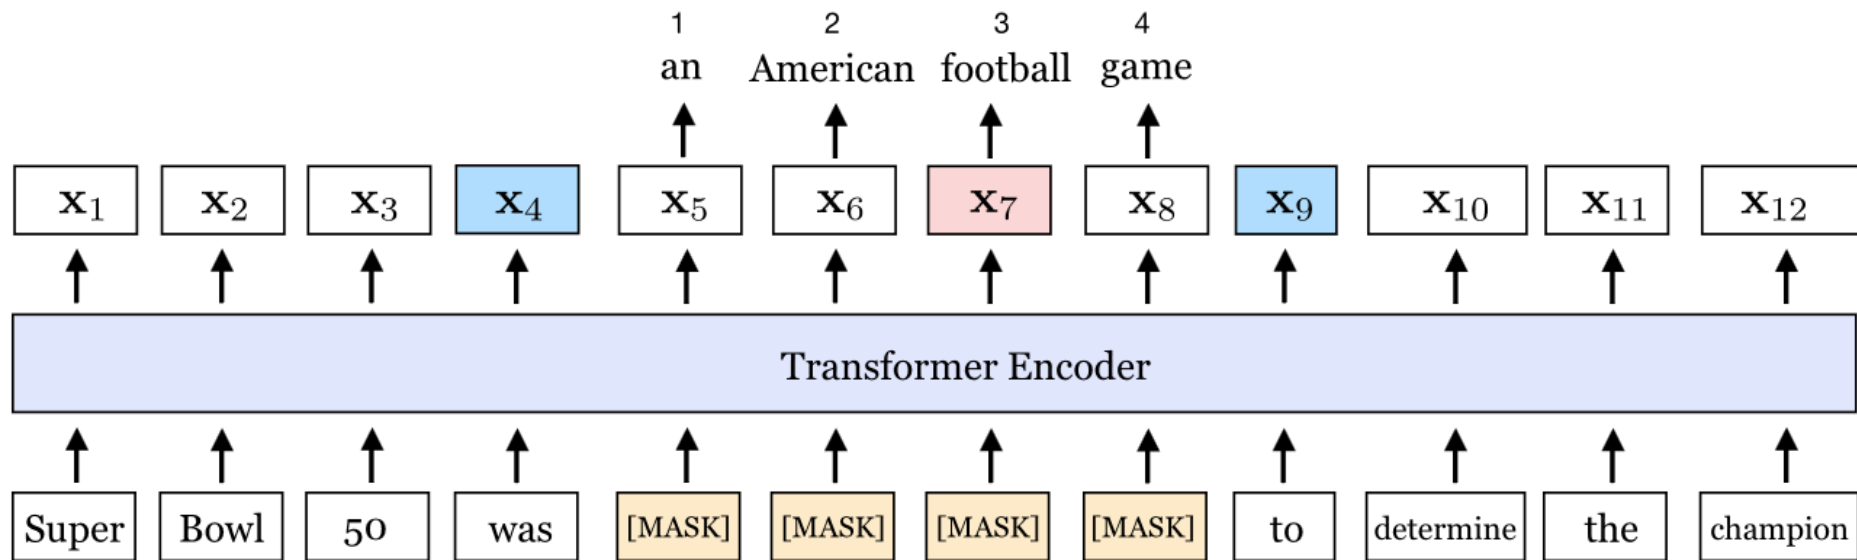 1 2 3 4
an American football game
x₁ x₂ x₃ x₄ x₅ x₆ x₇ x₈ x₉ x₁₀ x₁₁ x₁₂
Transformer Encoder
Super Bowl 50 was [MASK] [MASK] [MASK] [MASK] to determine the champion